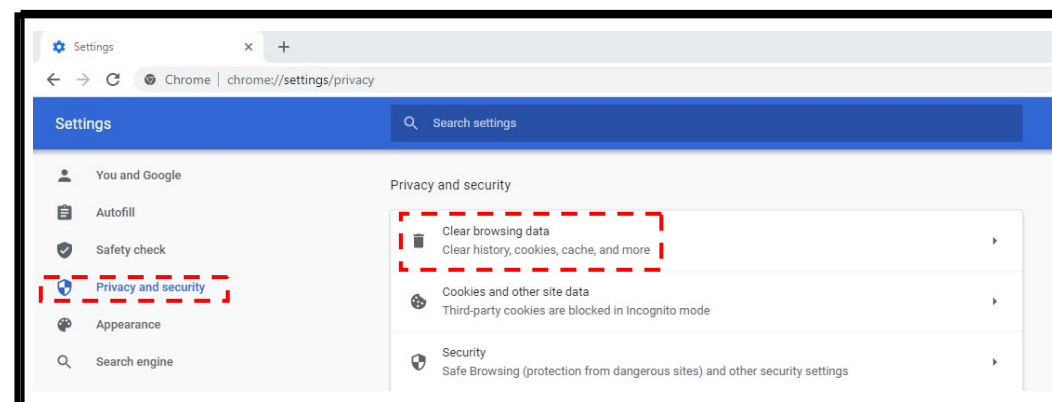 Settings
Chrome | chrome://settings/privacy
Settings
Search settings
You and Google
Autofill
Safety check
Privacy and security
Appearance
Search engine
Privacy and security
Clear browsing data
Clear history, cookies, cache, and more
Cookies and other site data
Third-party cookies are blocked in Incognito mode
Security
Safe Browsing (protection from dangerous sites) and other security settings